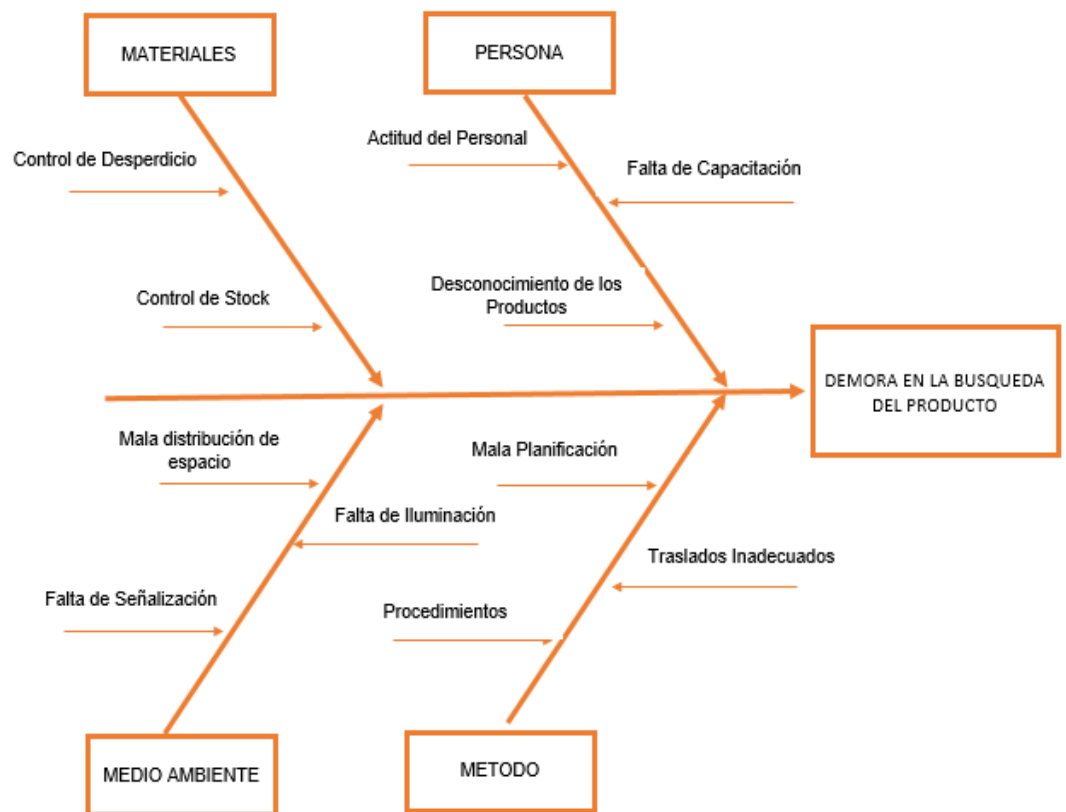 MATERIALES
PERSONA
Actitud del Personal
Control de Desperdicio
Falta de Capacitación
Desconocimiento de los
Productos
Control de Stock
DEMORA EN LA BUSQUEDA
DEL PRODUCTO
Mala distribución de
espacio
Mala Planificación
Falta de Iluminación
Traslados Inadecuados
Falta de Señalización
Procedimientos
MEDIO AMBIENTE
METODO